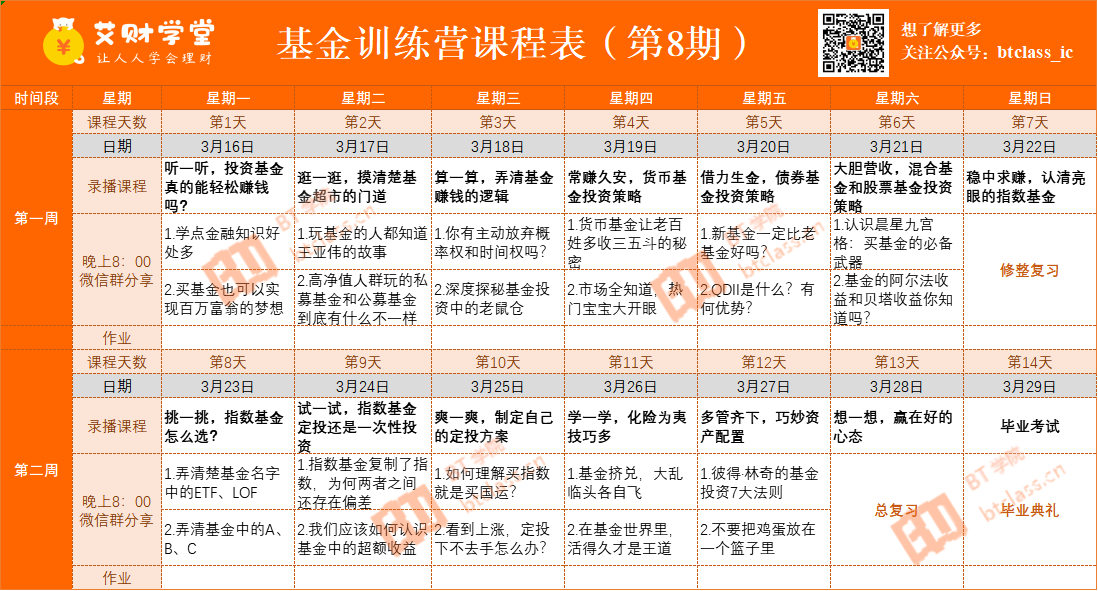 艾财学堂
让人人学会理财
基金训练营课程表（第8期）
想了解更多
关注公众号：btclass_ic
时间段 星期 星期一 星期二 星期三 星期四 星期五 星期六 星期日
第一周
课程天数 第1天 第2天 第3天 第4天 第5天 第6天 第7天
日期 3月16日 3月17日 3月18日 3月19日 3月20日 3月21日 3月22日
录播课程
听一听，投资基金
真的能轻松赚钱
吗？
逛一逛，摸清楚基
金超市的门道
算一算，弄清基金
赚钱的逻辑
常赚久安，货币基
金投资策略
借力生金，债券基
金投资策略
大胆营收，混合基
金和股票基金投资
策略
稳中求赚，认清亮
眼的指数基金
晚上8：00
微信群分享
1.学点金融知识好
处多
1.玩基金的人都知道
王亚伟的故事
1.你有主动放弃概
率权和时间权吗？
1.货币基金让老百
姓多收三五斗的秘
密
1.新基金一定比老
基金好吗？
1.认识晨星九宫
格：买基金的必备
武器
修整复习
2.买基金也可以实
现百万富翁的梦想
2.高净值人群玩的私
募基金和公募基金
到底有什么不一样
2.深度探秘基金投
资中的老鼠仓
2.市场全知道，热
门宝宝大开眼
2.QDII是什么？有
何优势？
2.基金的阿尔法收
益和贝塔收益你知
道吗？
作业
第二周
课程天数 第8天 第9天 第10天 第11天 第12天 第13天 第14天
日期 3月23日 3月24日 3月25日 3月26日 3月27日 3月28日 3月29日
录播课程
挑一挑，指数基金
怎么选？
试一试，指数基金
定投还是一次性投
资
爽一爽，制定自己
的定投方案
学一学，化险为夷
技巧多
多管齐下，巧妙资
产配置
想一想，赢在好的
心态
毕业考试
晚上8：00
微信群分享
1.弄清楚基金名字
中的ETF、LOF
1.指数基金复制了指
数，为何两者之间
还存在偏差
1.如何理解买指数
就是买国运？
1.基金挤兑，大乱
临头各自飞
1.彼得·林奇的基金
投资7大法则
总复习
毕业典礼
2.弄清基金中的A、
B、C
2.我们应该如何认识
基金中的超额收益
2.看到上涨，定投
下不去手怎么办？
2.在基金世界里，
活得久才是王道
2.不要把鸡蛋放在
一个篮子里
作业
BT 学院
btclass.cn
BT 学院
btclass.cn
BT 学院
btclass.cn
BT 学院
btclass.cn